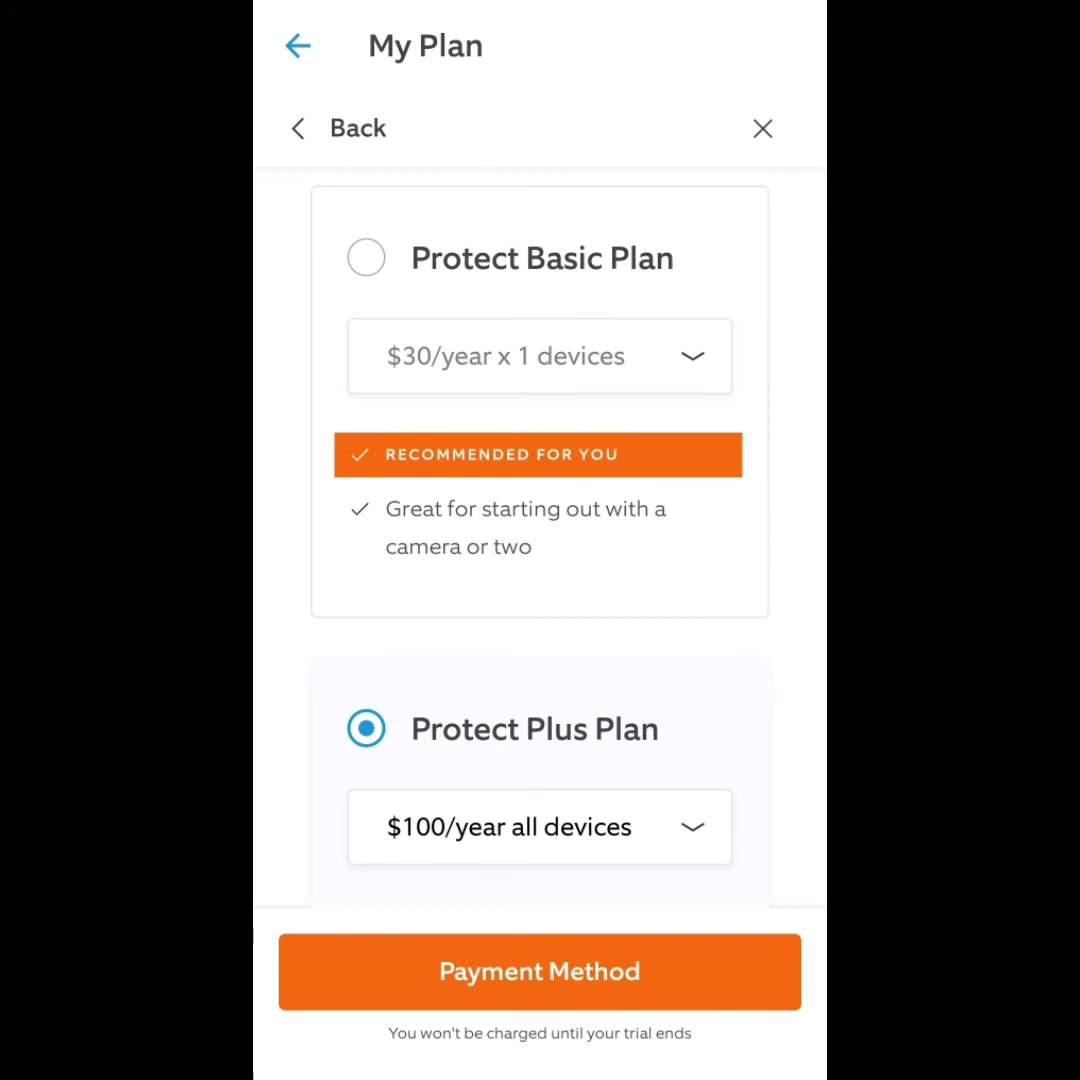 My Plan
Back
Protect Basic Plan
$30/year x 1 devices
RECOMMENDED FOR YOU
Great for starting out with a
camera or two
Protect Plus Plan
$100/year all devices
Payment Method
You won't be charged until your trial ends